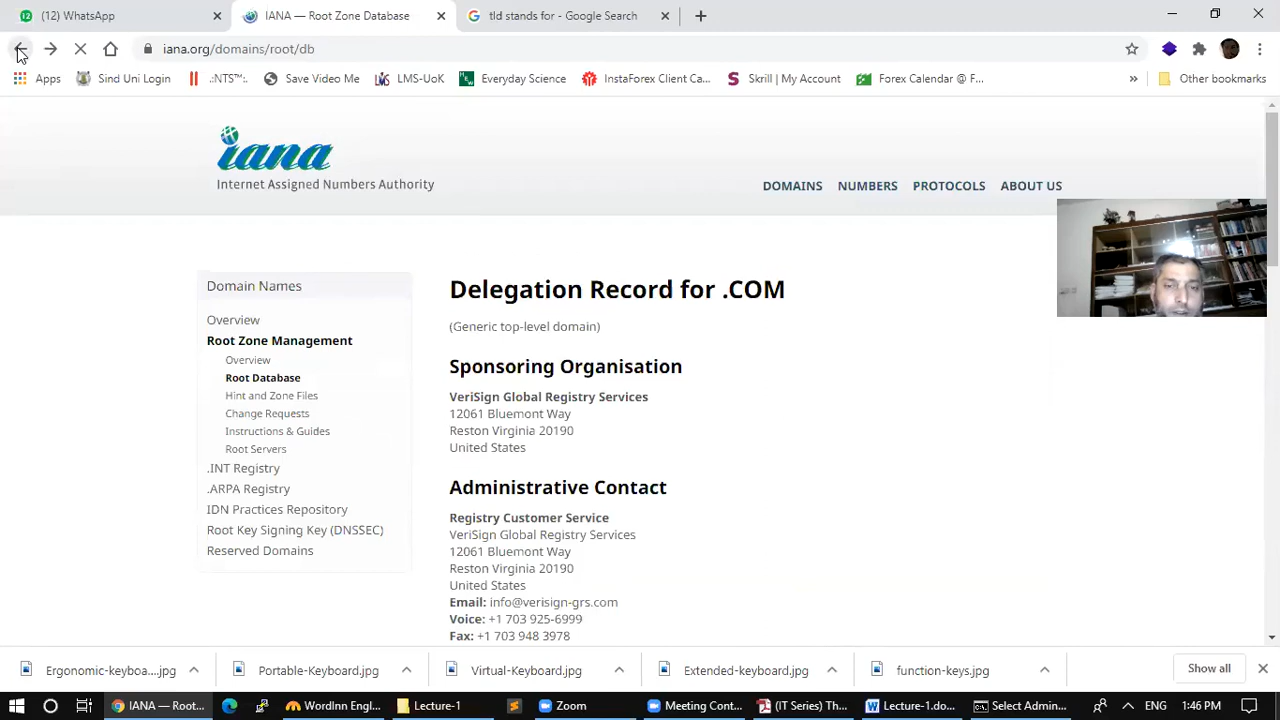 (12) WhatsApp
IANA — Root Zone Database
tld stands for - Google Search
iana.org/domains/root/db
Apps
Sind Uni Login
.:NTS™:.
Save Video Me
LMS-UoK
Everyday Science
InstaForex Client Ca...
Skrill | My Account
Forex Calendar @ F...
»
Other bookmarks
iana
Internet Assigned Numbers Authority
DOMAINS NUMBERS PROTOCOLS ABOUT US
Domain Names
Overview
Root Zone Management
Overview
Root Database
Hint and Zone Files
Change Requests
Instructions & Guides
Root Servers
.INT Registry
.ARPA Registry
IDN Practices Repository
Root Key Signing Key (DNSSEC)
Reserved Domains
Delegation Record for .COM
(Generic top-level domain)
Sponsoring Organisation
VeriSign Global Registry Services
12061 Bluemont Way
Reston Virginia 20190
United States
Administrative Contact
Registry Customer Service
VeriSign Global Registry Services
12061 Bluemont Way
Reston Virginia 20190
United States
Email: info@verisign-grs.com
Voice: +1 703 925-6999
Fax: +1 703 948 3978
Ergonomic-keyboa....jpg
Portable-Keyboard.jpg
Virtual-Keyboard.jpg
Extended-keyboard.jpg
function-keys.jpg
Show all
IANA — Root...
WordInn Engl...
Lecture-1
Zoom
Meeting Cont...
(IT Series) Th...
Lecture-1.do...
Select Admin...
ENG
1:46 PM